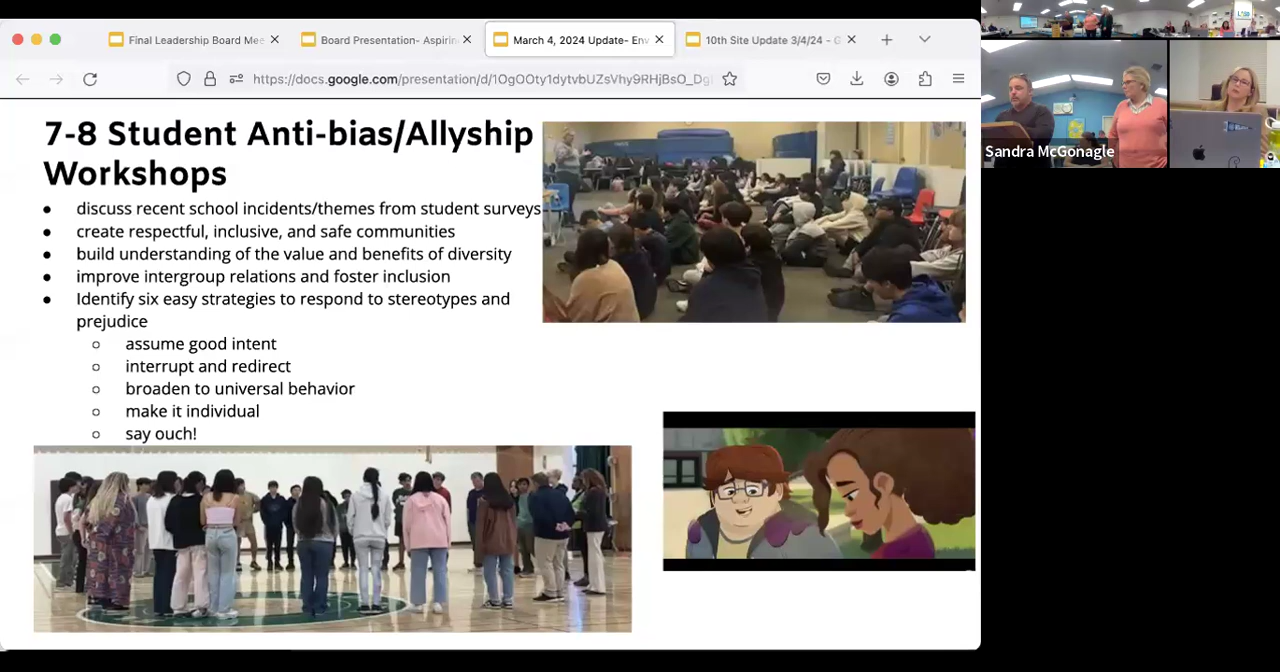 Final Leadership Board Mee
Board Presentation- Aspirin
March 4, 2024 Update- Env
10th Site Update 3/4/24 - G
https://docs.google.com/presentation/d/1OgOOty1dytvbUZsVhy9RHjBsO_Dg
7-8 Student Anti-bias/Allyship
Workshops
discuss recent school incidents/themes from student surveys
create respectful, inclusive, and safe communities
build understanding of the value and benefits of diversity
improve intergroup relations and foster inclusion
Identify six easy strategies to respond to stereotypes and
prejudice
assume good intent
interrupt and redirect
broaden to universal behavior
make it individual
say ouch!
Sandra McGonagle